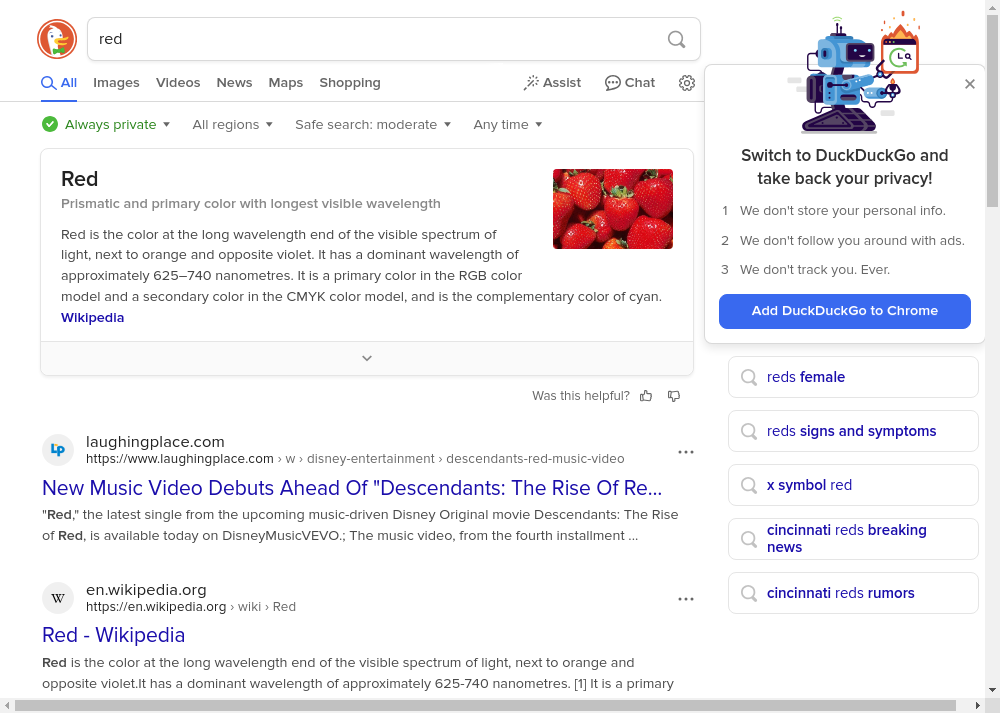 red
All Images Videos News Maps Shopping Assist Chat
Always private All regions Safe search: moderate Any time
Red
Prismatic and primary color with longest visible wavelength
Red is the color at the long wavelength end of the visible spectrum of
light, next to orange and opposite violet. It has a dominant wavelength of
approximately 625–740 nanometres. It is a primary color in the RGB color
model and a secondary color in the CMYK color model, and is the complementary color of cyan.
Wikipedia
Was this helpful?
laughingplace.com
https://www.laughingplace.com › w › disney-entertainment › descendants-red-music-video
New Music Video Debuts Ahead Of "Descendants: The Rise Of Re...
"Red," the latest single from the upcoming music-driven Disney Original movie Descendants: The Rise
of Red, is available today on DisneyMusicVEVO.; The music video, from the fourth installment ...
W
en.wikipedia.org
https://en.wikipedia.org › wiki › Red
Red - Wikipedia
Red is the color at the long wavelength end of the visible spectrum of light, next to orange and
opposite violet.It has a dominant wavelength of approximately 625-740 nanometres. [1] It is a primary
Switch to DuckDuckGo and
take back your privacy!
1 We don't store your personal info.
2 We don't follow you around with ads.
3 We don't track you. Ever.
Add DuckDuckGo to Chrome
reds female
reds signs and symptoms
x symbol red
cincinnati reds breaking
news
cincinnati reds rumors